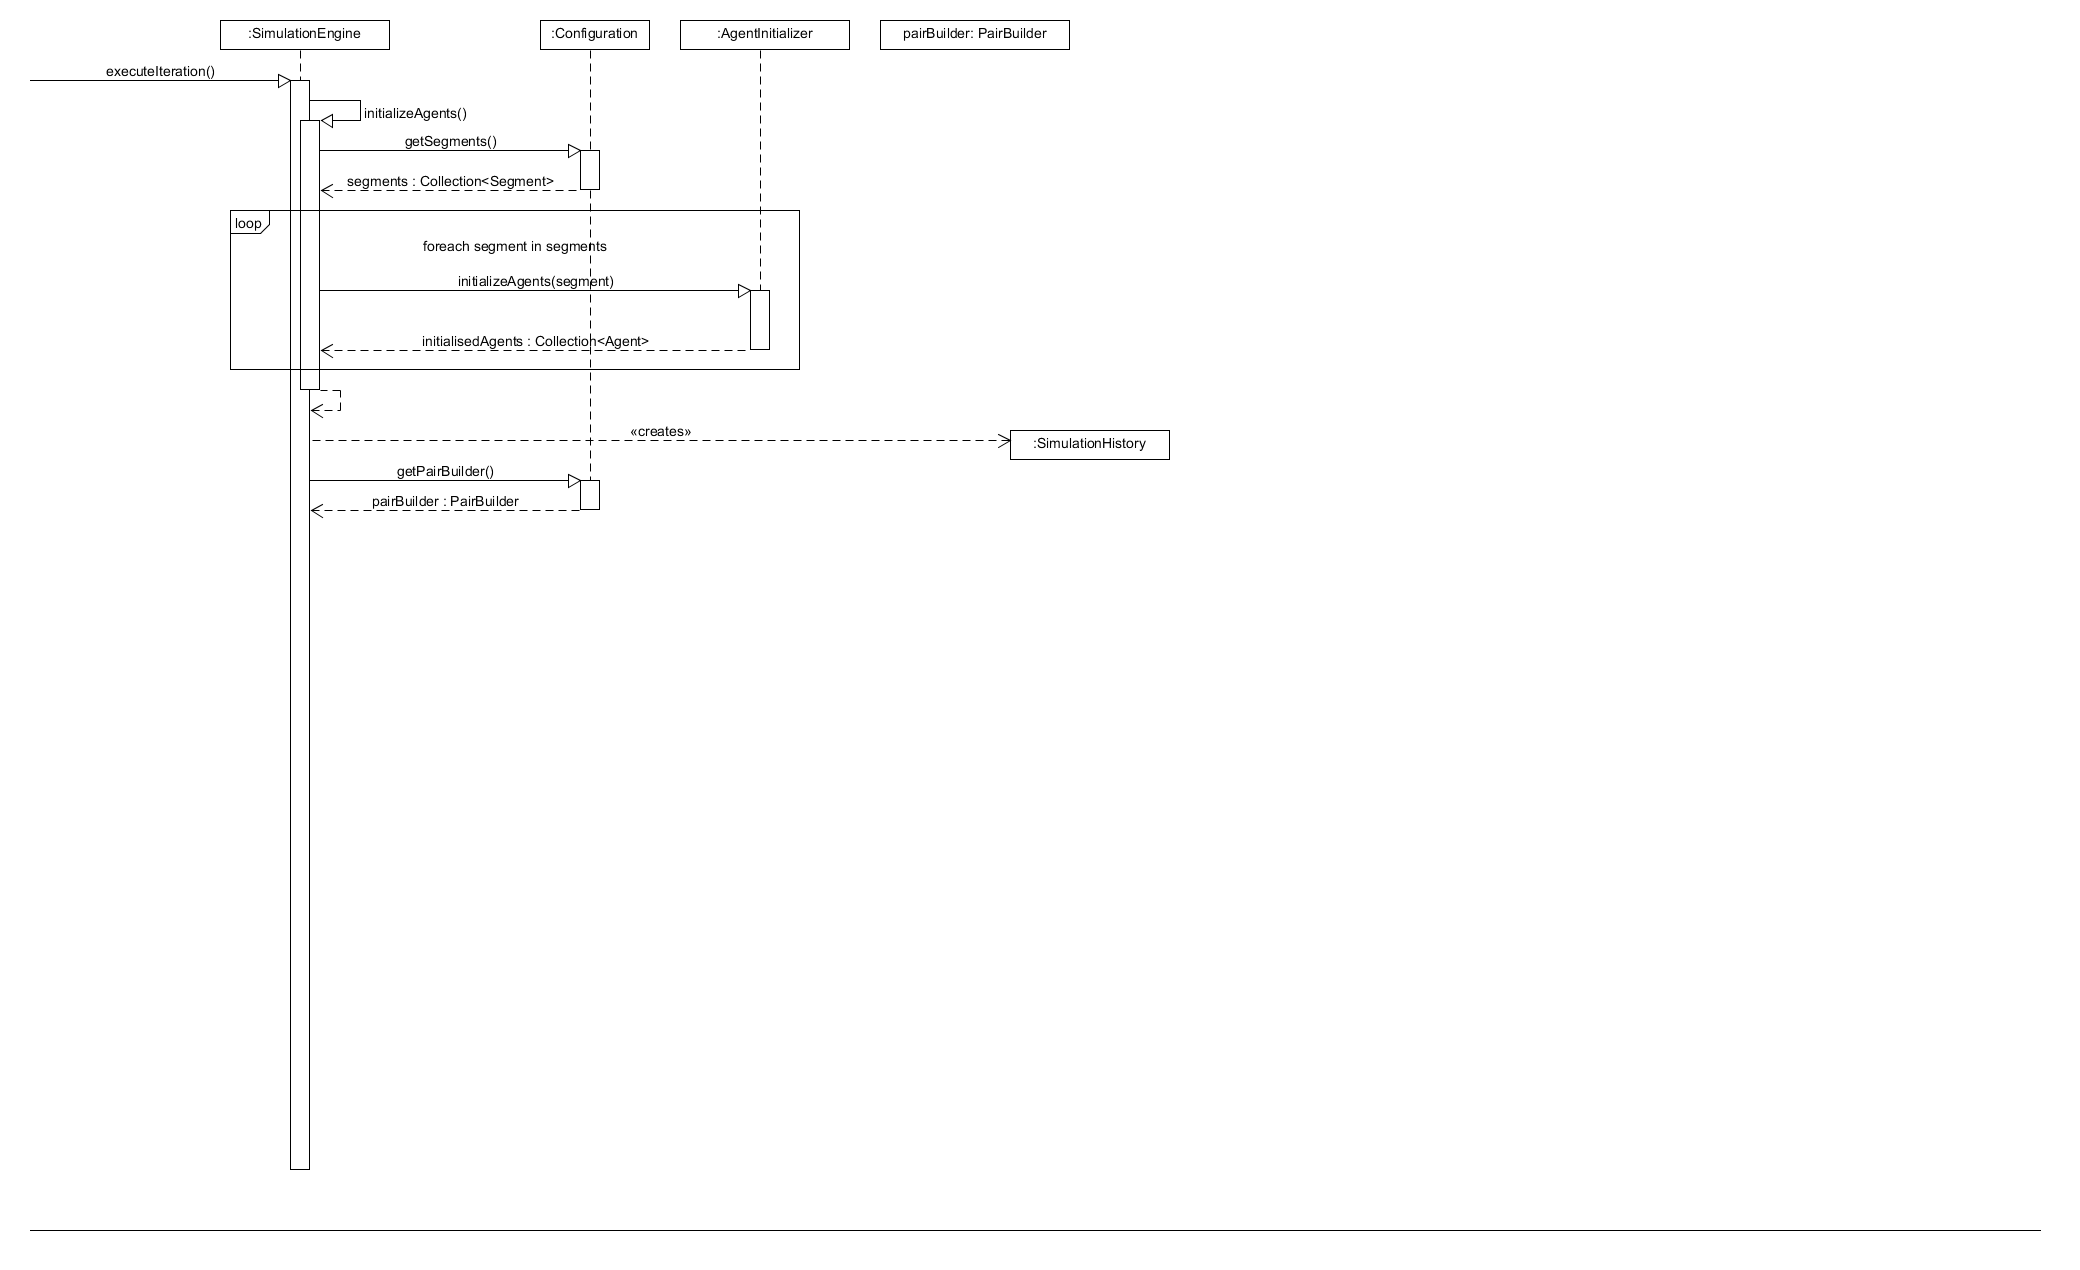 :SimulationEngine
:Configuration
:AgentInitializer
pairBuilder: PairBuilder
executeIteration()
initializeAgents()
getSegments()
segments : Collection<Segment>
loop
foreach segment in segments
initializeAgents(segment)
initialisedAgents : Collection<Agent>
«creates»
:SimulationHistory
getPairBuilder()
pairBuilder : PairBuilder